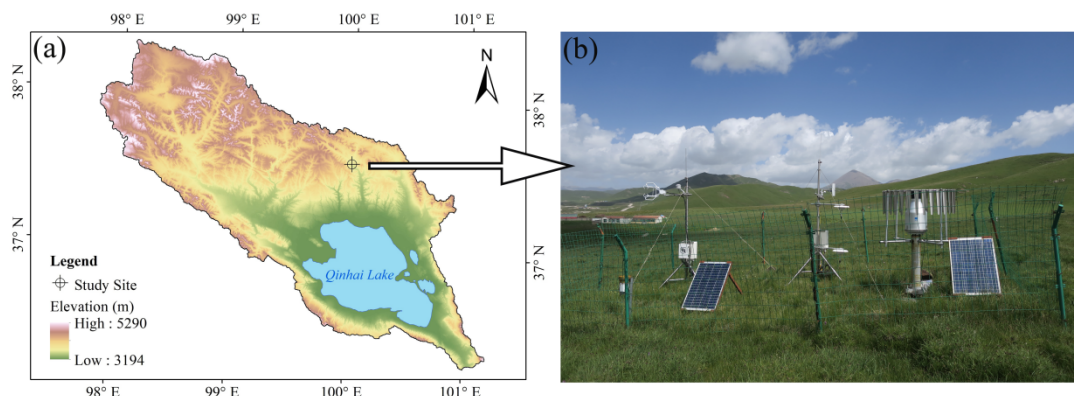 98° E 99° E 100° E 101° E
(a)
N
38° N
38° N
37° N
37° N
Qinhai Lake
Legend
Study Site
Elevation (m)
High : 5290
Low : 3194
98° E 99° E 100° E 101° E
(b)